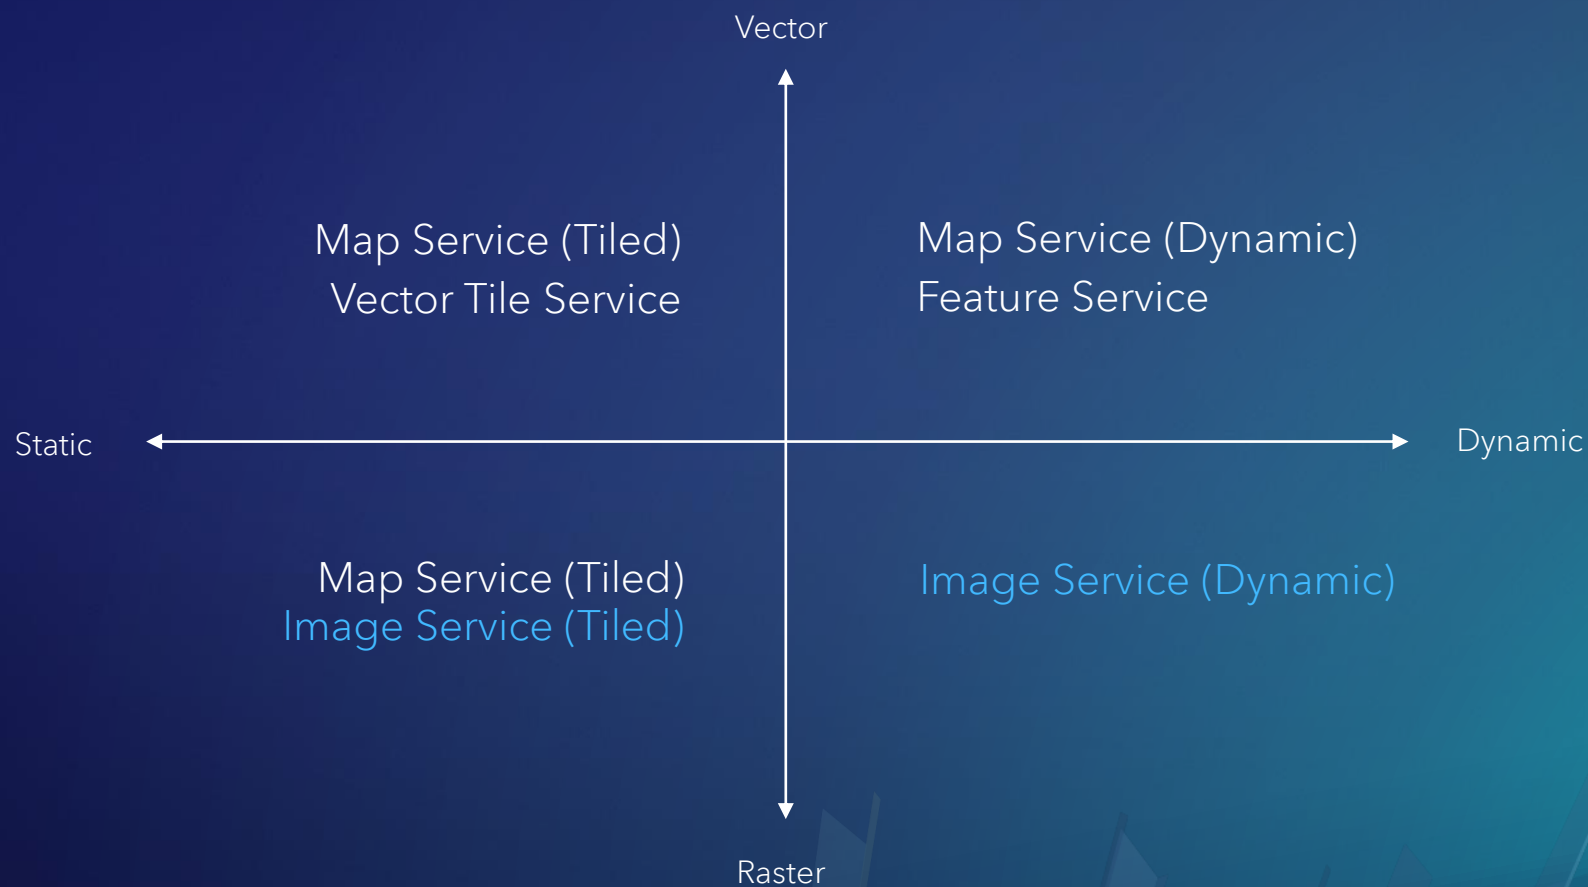 Vector
Map Service (Tiled)
Vector Tile Service
Map Service (Dynamic)
Feature Service
Static
Dynamic
Map Service (Tiled)
Image Service (Tiled)
Image Service (Dynamic)
Raster